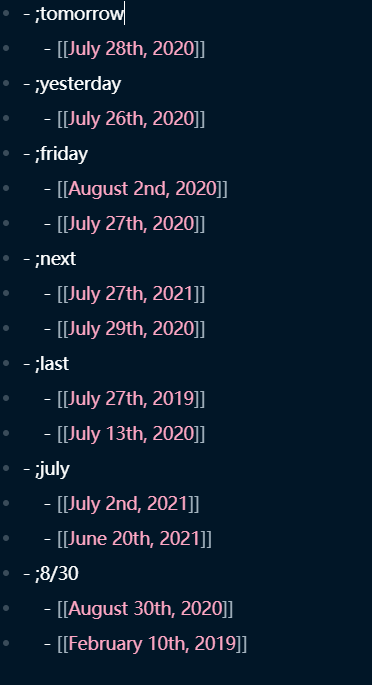 - ;tomorrow
- [[July 28th, 2020]]
- ;yesterday
- [[July 26th, 2020]]
- ;friday
- [[August 2nd, 2020]]
- [[July 27th, 2020]]
- ;next
- [[July 27th, 2021]]
- [[July 29th, 2020]]
- ;last
- [[July 27th, 2019]]
- [[July 13th, 2020]]
- ;july
- [[July 2nd, 2021]]
- [[June 20th, 2021]]
- ;8/30
- [[August 30th, 2020]]
- [[February 10th, 2019]]